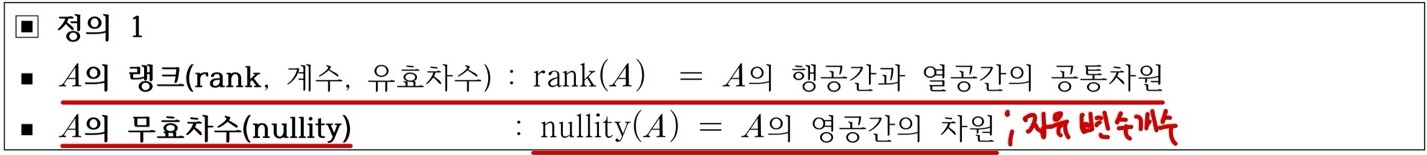 ▣ 정의 1
▪ A의 랭크(rank, 계수, 유효차수) : rank(A) = A의 행공간과 열공간의 공통차원
▪ A의 무효차수(nullity) : nullity(A) = A의 영공간의 차원 ; 자유 변수개수